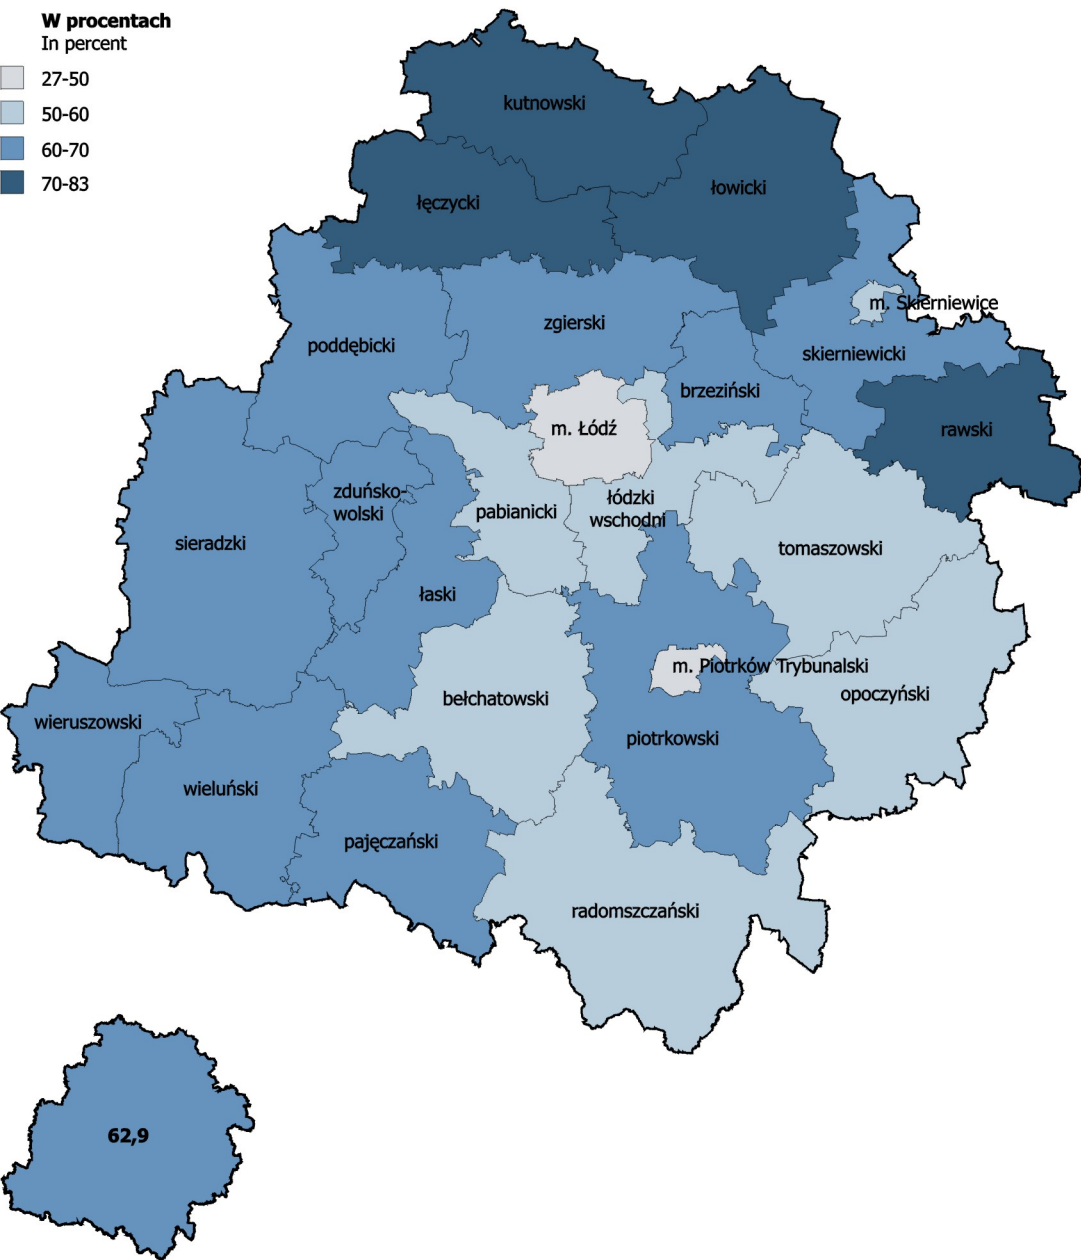 W procentach
In percent
27-50
50-60
60-70
70-83
kutnowski
łowicki
łęczycki
m. Skierniewice
zgierski
poddębicki
skierniewicki
brzeziński
m. Łódź
rawski
zduńsko-
wolski
łódzki
wschodni
pabianicki
sieradzki
tomaszowski
łaski
m. Piotrków Trybunalski
opoczyński
bełchatowski
wieruszowski
piotrkowski
wieluński
pajęczański
radomszczański
62,9